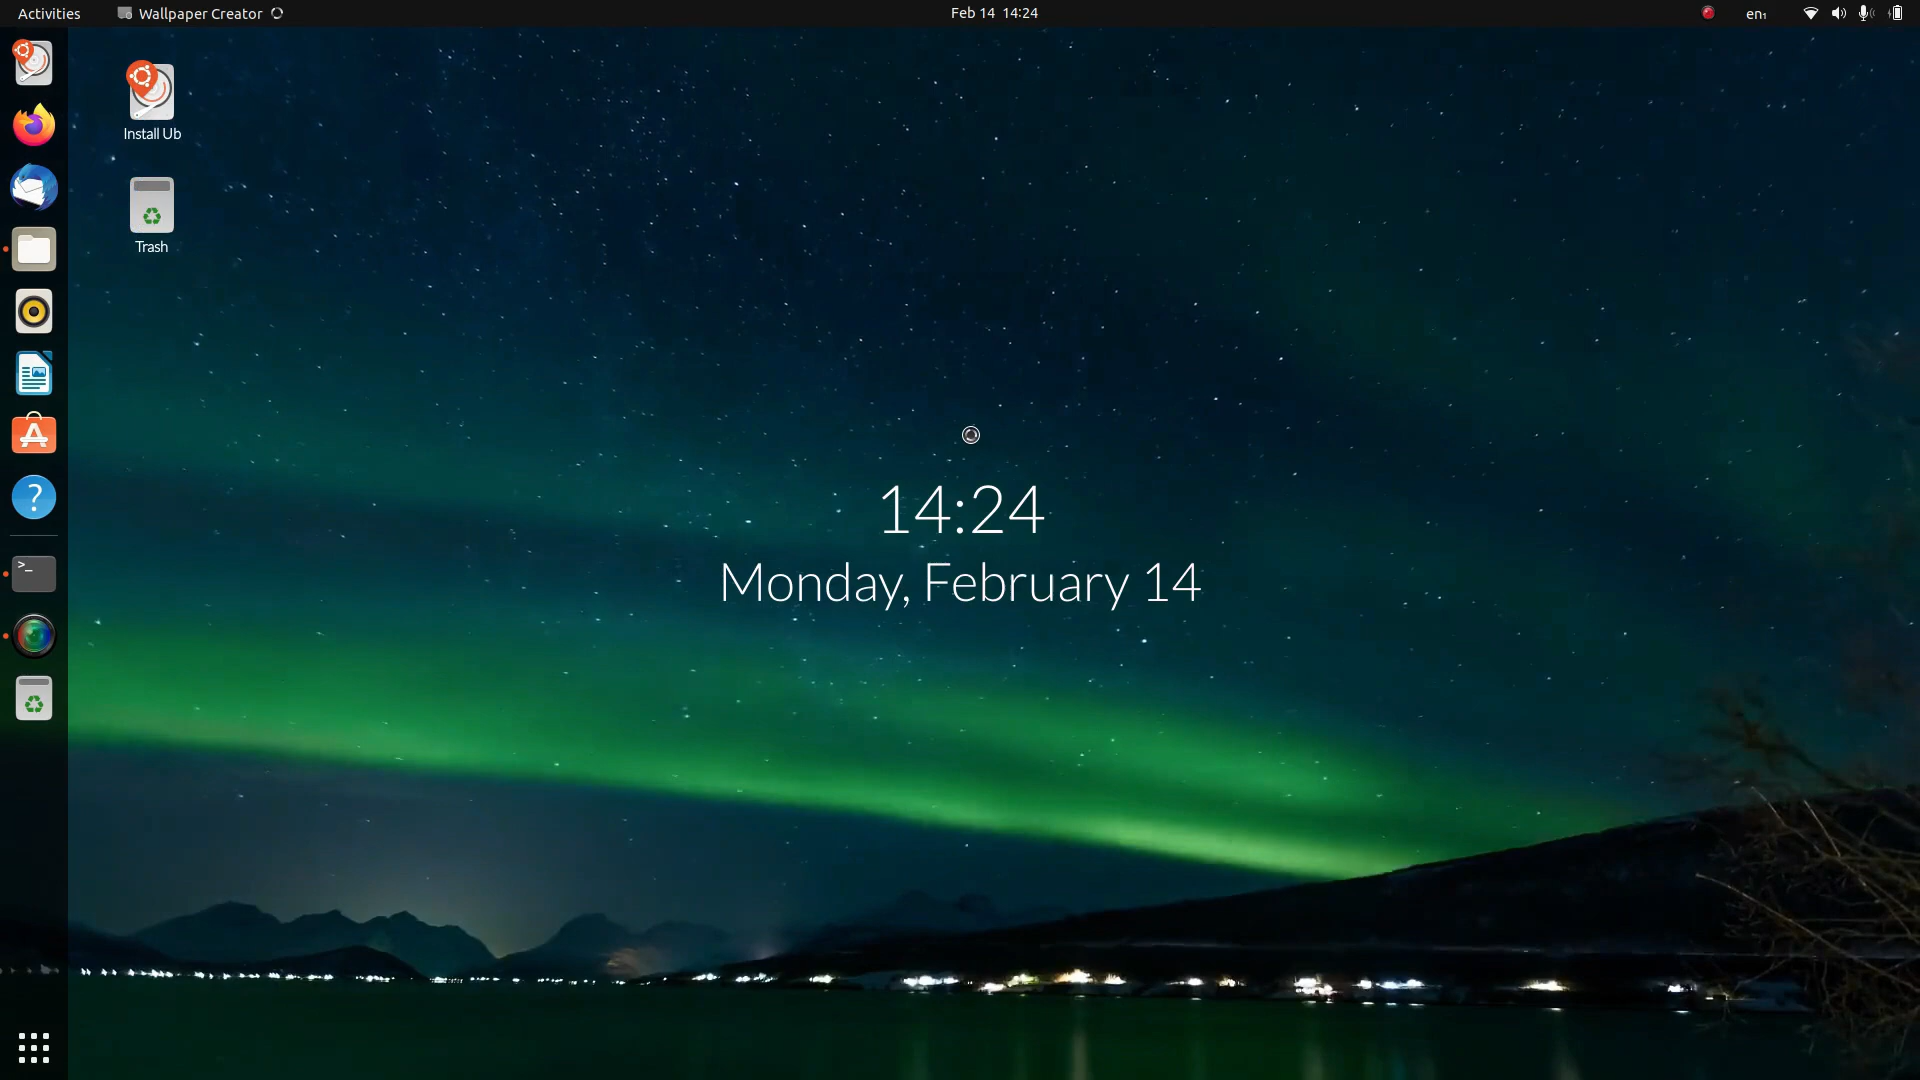 Activities
Wallpaper Creator
Feb 14 14:24
en₁
Install Ub
Trash
>_
?
14:24
Monday, February 14